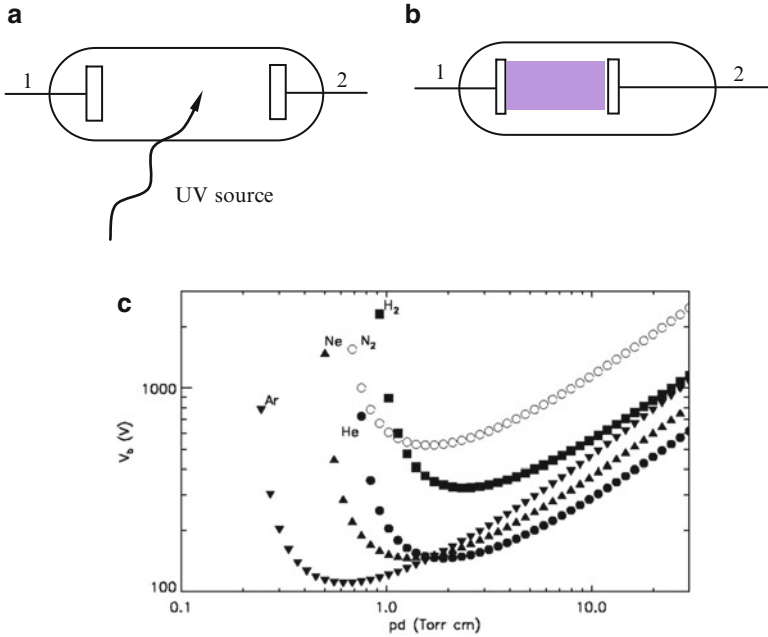 a
b
1
2
1
2
UV source
c
H2
Ne
N2
Ar
He
1000
100
Vb (V)
0.1
1.0
10.0
pd (Torr cm)